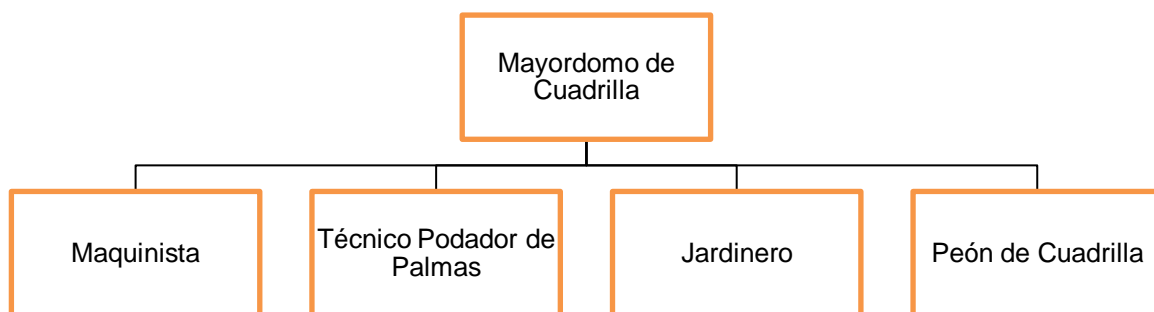 Mayordomo de
Cuadrilla
Maquinista
Técnico Podador de
Palmas
Jardinero
Peón de Cuadrilla